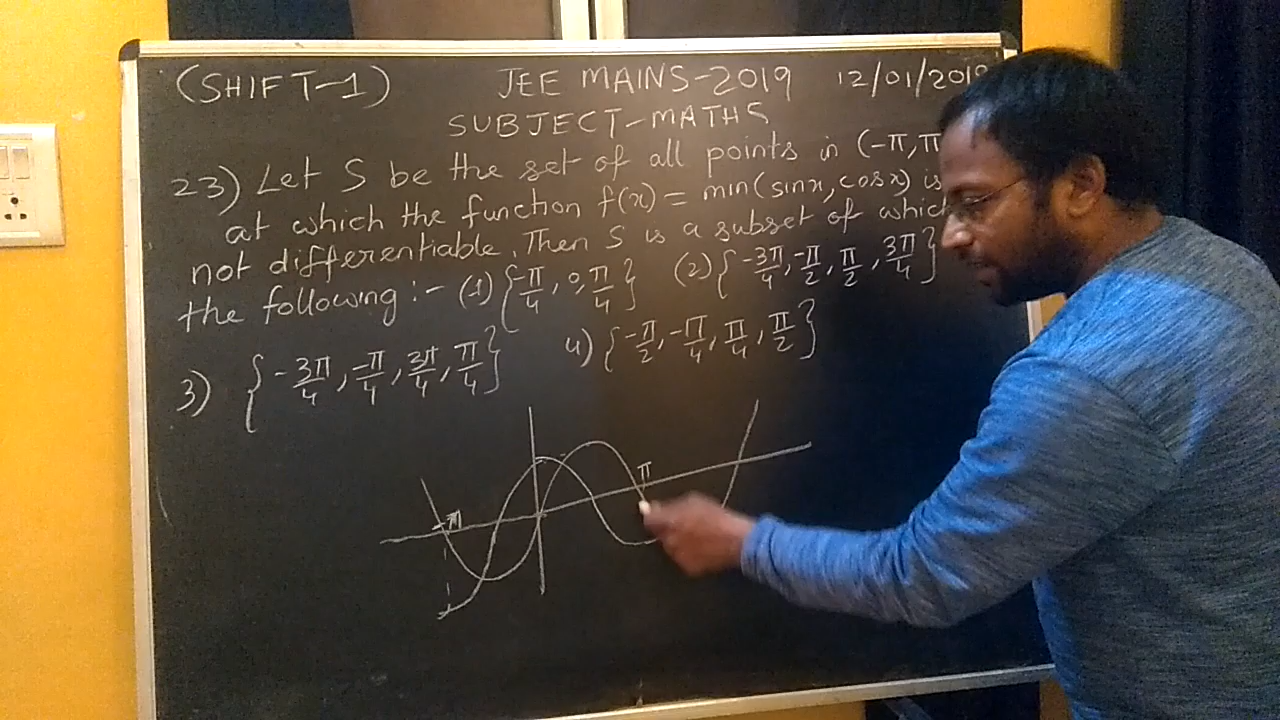 (SHIFT-1) JEE MAINS-2019 12/01/2019
SUBJECT-MATHS
23) Let S be the set of all points in (-π, π
at which the function f(x) = min(sinx, cosx) is
not differentiable. Then S is a subset of which
the following :- (1) {-π/4, 0, π/4} (2) {-3π/4, -π/2, π/2, 3π/4}
3) {-3π/4, -π/4, 3π/4, π/4} 4) {-π/2, -π/4, π/4, π/2}
π
-π